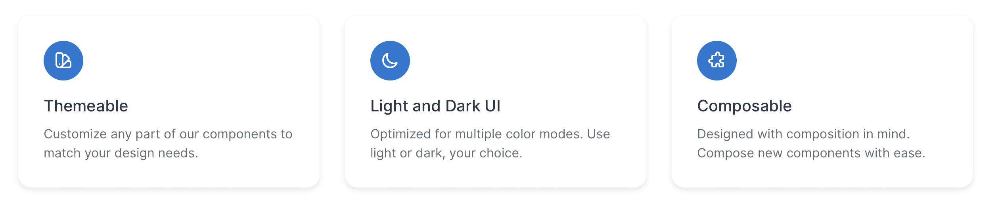 Themeable
Customize any part of our components to
match your design needs.
Light and Dark UI
Optimized for multiple color modes. Use
light or dark, your choice.
Composable
Designed with composition in mind.
Compose new components with ease.